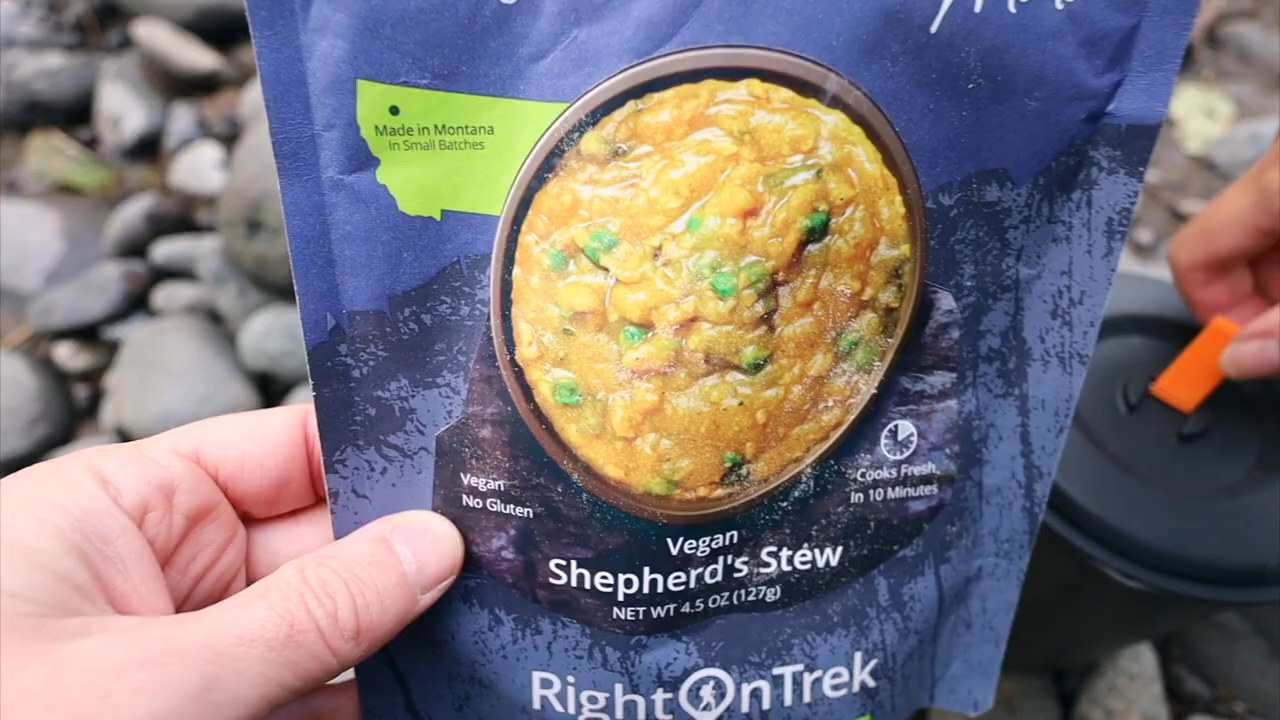 Made in Montana
In Small Batches
Vegan
No Gluten
Cooks Fresh
In 10 Minutes
Vegan
Shepherd's Stew
NET WT 4.5 OZ (127g)
RightOnTrek